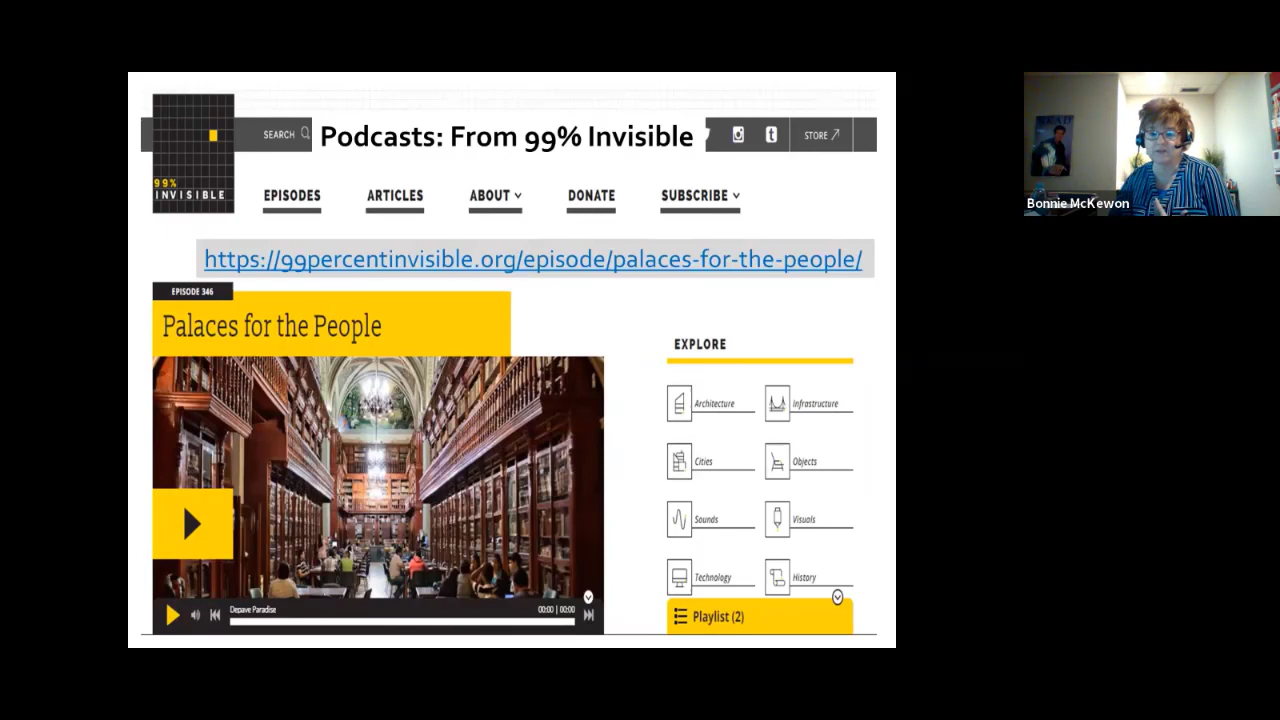 SEARCH
Podcasts: From 99% Invisible
STORE
99%
INVISIBLE
EPISODES
ARTICLES
ABOUT
DONATE
SUBSCRIBE
https://99percentinvisible.org/episode/palaces-for-the-people/
EPISODE 346
Palaces for the People
EXPLORE
Architecture
Infrastructure
Cities
Objects
Sounds
Visuals
Technology
History
Depave Paradise
00:00 | 00:00
Playlist (2)
READ
Bonnie McKewon